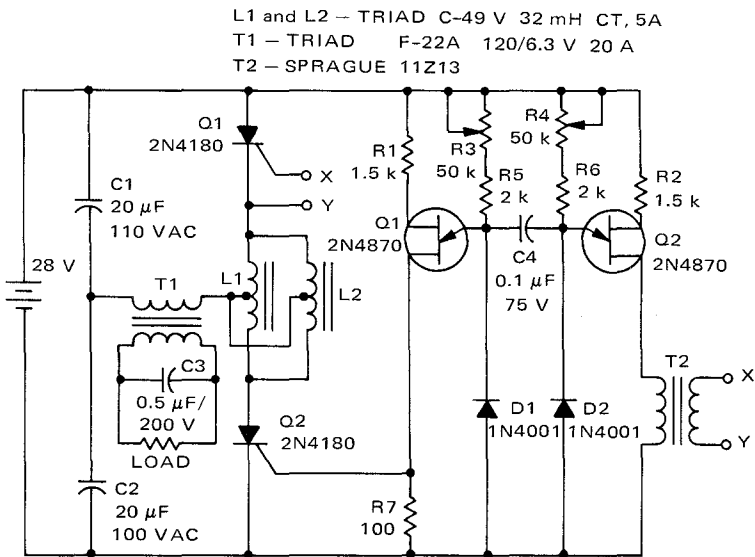 L1 and L2 – TRIAD C-49 V 32 mH CT, 5A
T1 – TRIAD F-22A 120/6.3 V 20 A
T2 – SPRAGUE 11Z13
Q1
2N4180
X
Y
C1
20 μF
110 VAC
28 V
T1
L1
L2
C3
0.5 μF/
200 V
LOAD
Q2
2N4180
C2
20 μF
100 VAC
R1
1.5 k
R3
50 k
R4
50 k
R5
2 k
R6
2 k
R2
1.5 k
Q1
2N4870
C4
0.1 μF
75 V
Q2
2N4870
D1
1N4001
D2
1N4001
T2
X
Y
R7
100